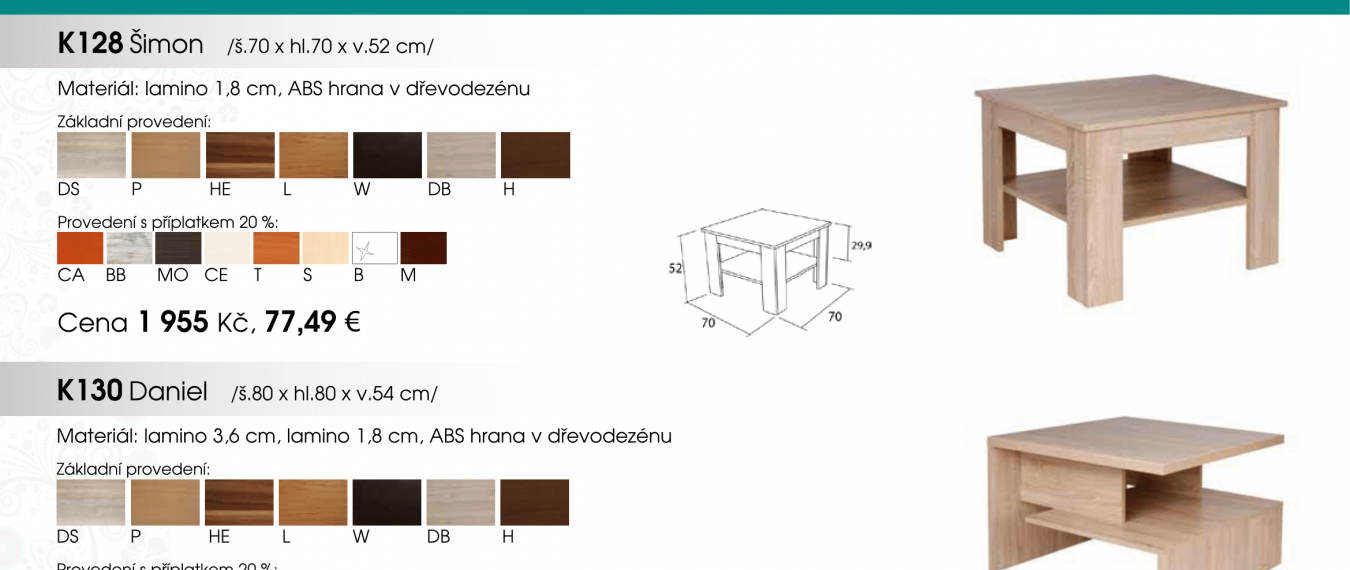 K128 Šimon /š.70 x hl.70 x v.52 cm/
Materiál: lamino 1,8 cm, ABS hrana v dřevodezénu
Základní provedení:
DS P HE L W DB H
Provedení s příplatkem 20 %:
CA BB MO CE T S B M
Cena 1 955 Kč, 77,49 €
52
29,9
70
70
K130 Daniel /š.80 x hl.80 x v.54 cm/
Materiál: lamino 3,6 cm, lamino 1,8 cm, ABS hrana v dřevodezénu
Základní provedení:
DS P HE L W DB H
Provedení s příplatkem 20 %: